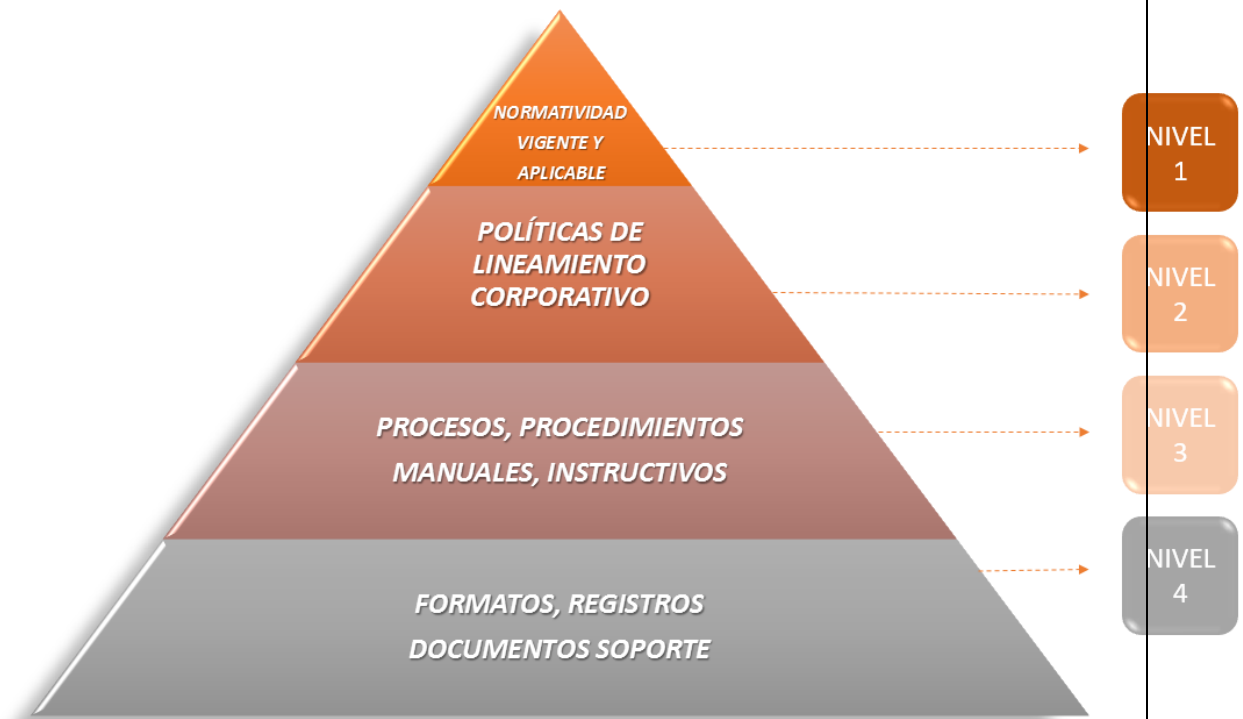 NORMATIVIDAD
VIGENTE Y
APLICABLE
NIVEL
1
POLÍTICAS DE
LINEAMIENTO
CORPORATIVO
NIVEL
2
PROCESOS, PROCEDIMIENTOS
MANUALES, INSTRUCTIVOS
NIVEL
3
FORMATOS, REGISTROS
DOCUMENTOS SOPORTE
NIVEL
4